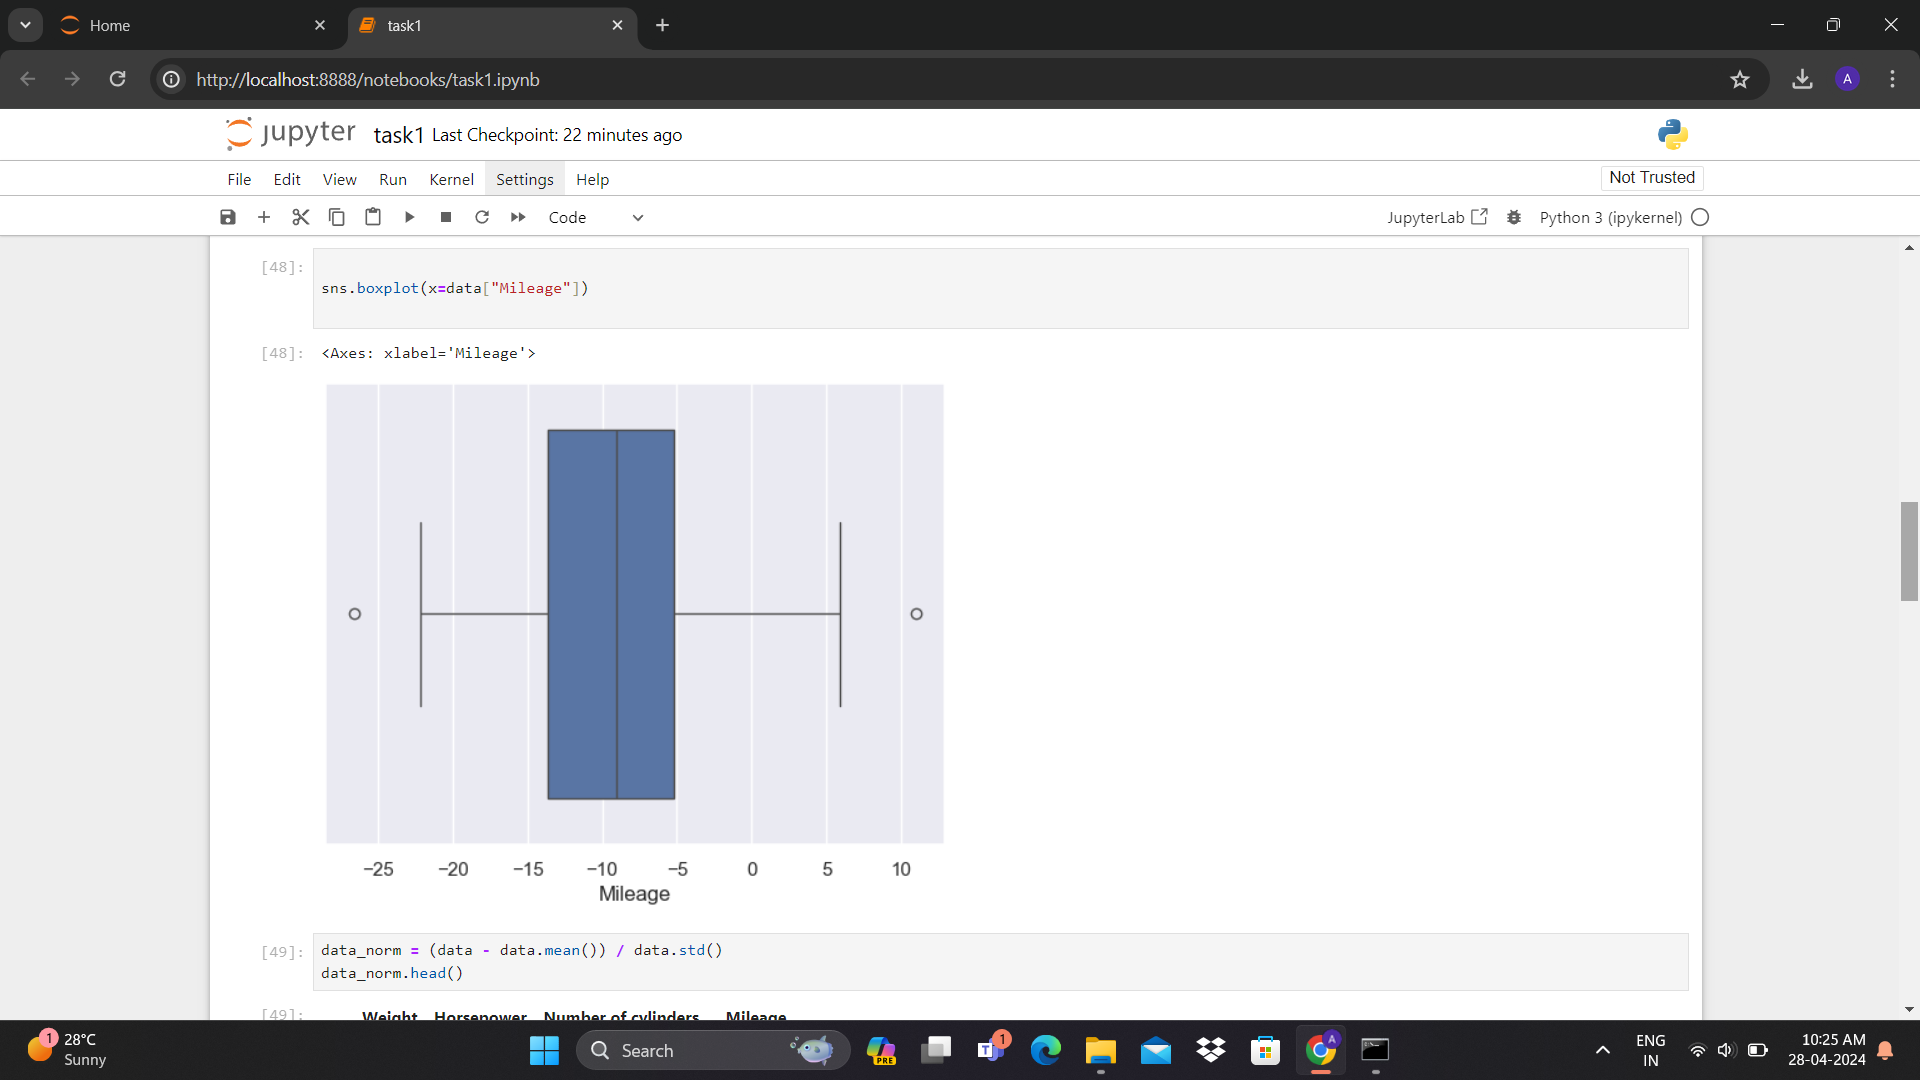 Home
task1
http://localhost:8888/notebooks/task1.ipynb
A
jupyter task1 Last Checkpoint: 22 minutes ago
File Edit View Run Kernel Settings Help
Not Trusted
Code
JupyterLab
Python 3 (ipykernel)
[48]:
sns.boxplot(x=data["Mileage"])
[48]: <Axes: xlabel='Mileage'>
−25 −20 −15 −10 −5 0 5 10
Mileage
[49]: data_norm = (data - data.mean()) / data.std()
data_norm.head()
[49]: Weight Horsepower Number of cylinders Mileage
1
28°C
Sunny
Search
PRE
T
1
A
ENG
IN
10:25 AM
28-04-2024